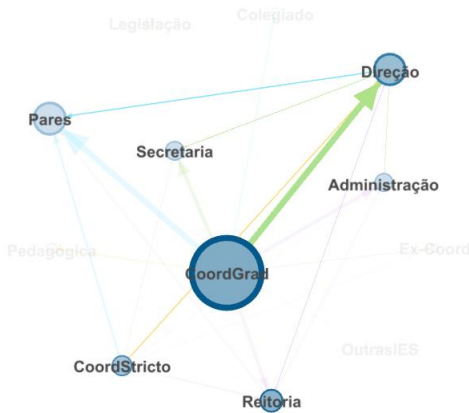 Legislação
Colegiado
Direção
Pares
Secretaria
Administração
Pedagógica
Ex-Coord
CoordGrad
OutrasIES
CoordStricto
Reitoria